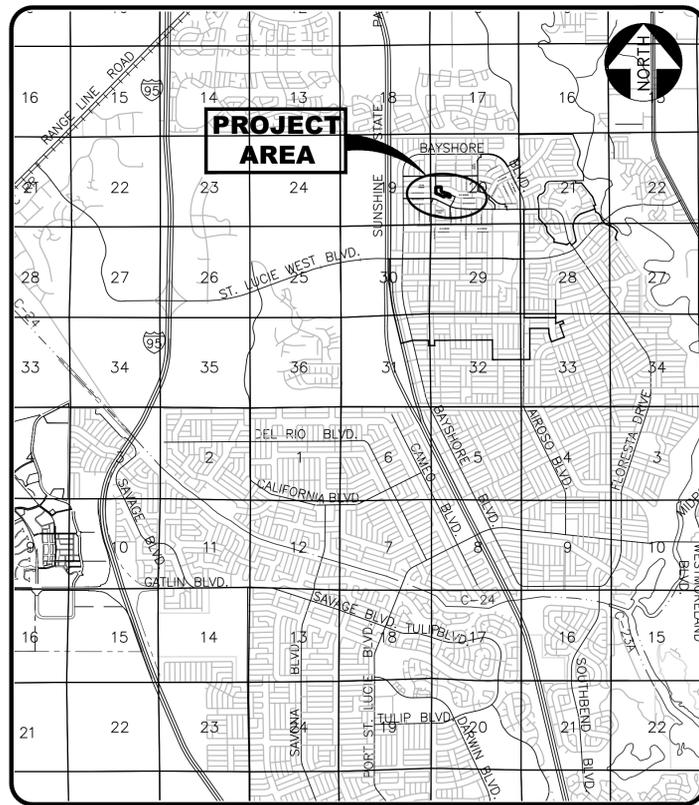 PA
16
15
14
13
18
17
16
NORTH
RANGE LINE ROAD
95
STATE
PROJECT
AREA
BAYSHORE
BLVD.
21
22
23
24
19
20
21
22
SUNSHINE
28
27
26
25
30
29
28
27
ST. LUCIE WEST BLVD.
C-24
95
33
34
35
36
31
32
33
34
BAYSHORE
BLVD.
AIROSO BLVD.
FLORESTA DRIVE
DEL RIO BLVD.
4
3
2
1
6
5
4
3
CAMEO BLVD.
CALIFORNIA BLVD.
SAVAGE BLVD
9
10
11
12
7
8
9
10
WESTMORELAND
BLVD.
GATLIN BLVD.
C-24
SAVAGE BLVD.
TULIP BLVD.
C-23A
16
15
14
13
18
17
16
15
SAVONA BLVD.
PORT ST. LUCIE BLVD.
SOUTHBEND BLVD.
TULIP BLVD.
DARWIN BLVD.
21
22
23
24
19
20
21
22